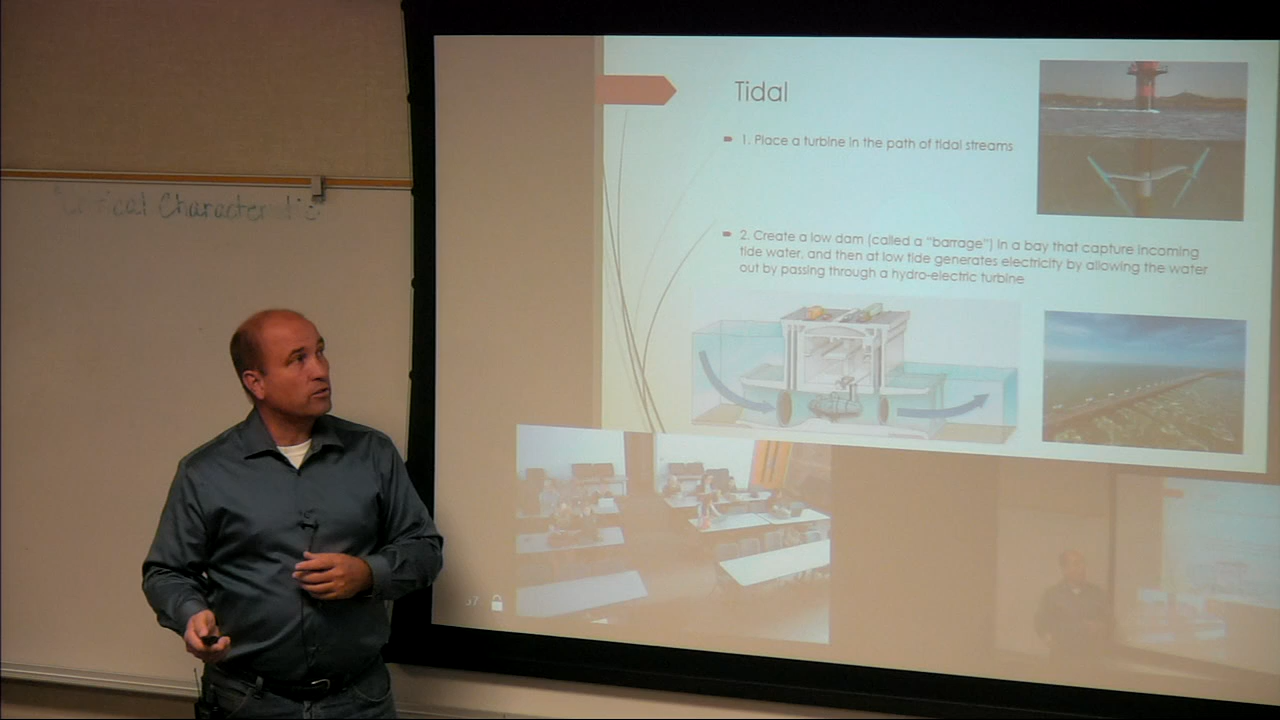 Critical Characteristic
Tidal
1. Place a turbine in the path of tidal streams
2. Create a low dam (called a "barrage") in a bay that capture incoming
tide water, and then at low tide generates electricity by allowing the water
out by passing through a hydro-electric turbine